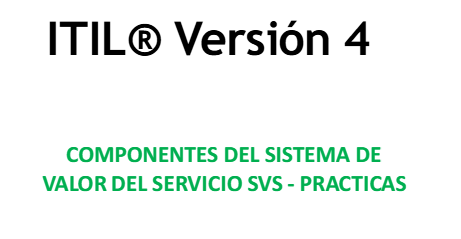 ITIL® Versión 4
COMPONENTES DEL SISTEMA DE
VALOR DEL SERVICIO SVS - PRACTICAS